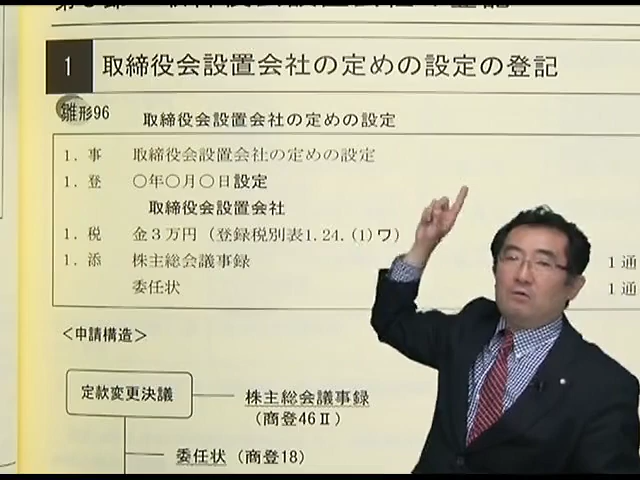 1 取締役会設置会社の定めの設定の登記
雛形96 取締役会設置会社の定めの設定
1. 事 取締役会設置会社の定めの設定
1. 登 ○年○月○日設定
取締役会設置会社
1. 税 金3万円(登録税別表1.24.(1)ワ)
1. 添 株主総会議事録 1通
委任状 1通
<申請構造>
定款変更決議 株主総会議事録
(商登46Ⅱ)
委任状(商登18)